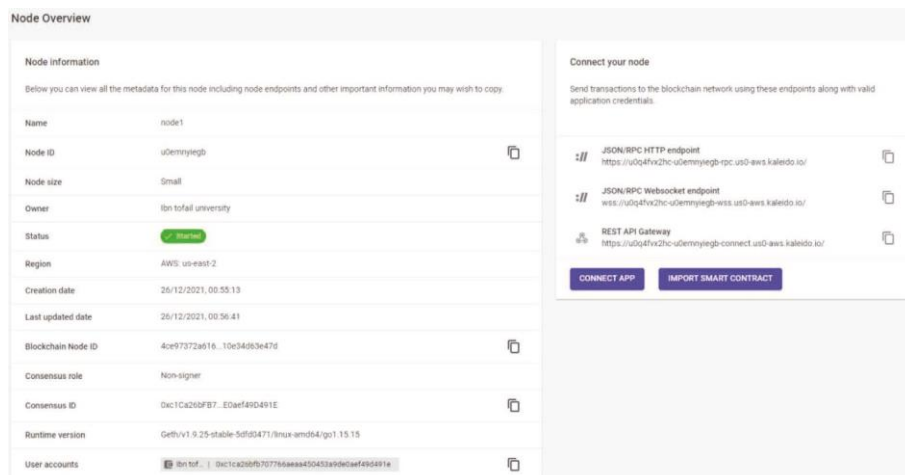 Node Overview
Node information
Below you can view all the metadata for this node including node endpoints and other important information you may wish to copy.
Name node1
Node ID u0emnyiegb
Node size Small
Owner Ibn tofail university
Status Started
Region AWS: us-east-2
Creation date 26/12/2021, 00:55:13
Last updated date 26/12/2021, 00:56:41
Blockchain Node ID 4ce97372a616...10e34d63e47d
Consensus role Non-signer
Consensus ID 0xc1Ca26bFB7...E0aef49D491E
Runtime version Geth/v1.9.25-stable-5dfd0471/linux-amd64/go1.15.15
User accounts Ibn tof... | 0xc1ca26bfb707766aeaa450453a9de0aef49d491e
Connect your node
Send transactions to the blockchain network using these endpoints along with valid
application credentials.
JSON/RPC HTTP endpoint
https://u0q4fvx2hc-u0emnyiegb-rpc.us0-aws.kaleido.io/
JSON/RPC Websocket endpoint
wss://u0q4fvx2hc-u0emnyiegb-wss.us0-aws.kaleido.io/
REST API Gateway
https://u0q4fvx2hc-u0emnyiegb-connect.us0-aws.kaleido.io/
CONNECT APP IMPORT SMART CONTRACT